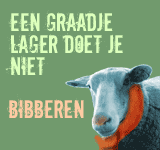 EEN GRAADJE
LAGER DOET JE
NIET
BIBBEREN